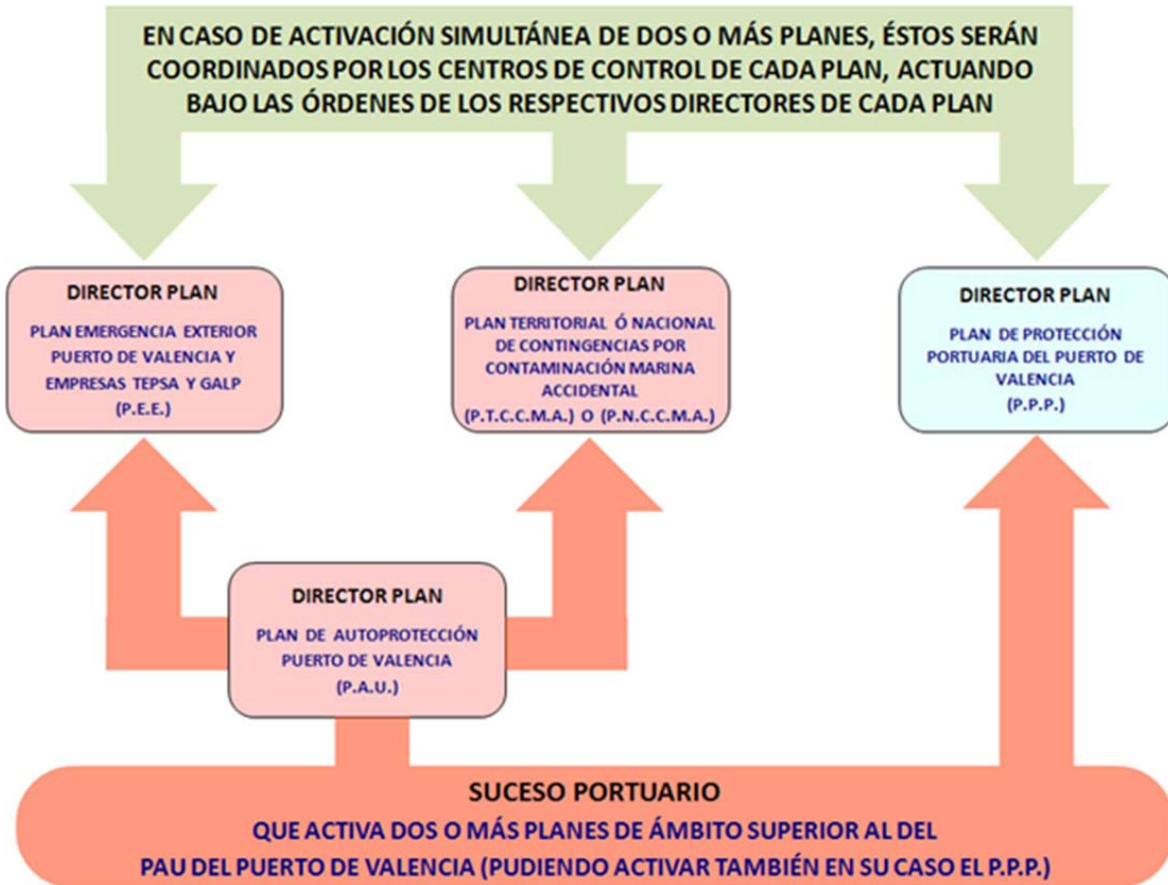 EN CASO DE ACTIVACIÓN SIMULTÁNEA DE DOS O MÁS PLANES, ÉSTOS SERÁN
COORDINADOS POR LOS CENTROS DE CONTROL DE CADA PLAN, ACTUANDO
BAJO LAS ÓRDENES DE LOS RESPECTIVOS DIRECTORES DE CADA PLAN
DIRECTOR PLAN
PLAN EMERGENCIA EXTERIOR
PUERTO DE VALENCIA Y
EMPRESAS TEPSA Y GALP
(P.E.E.)
DIRECTOR PLAN
PLAN TERRITORIAL Ó NACIONAL
DE CONTINGENCIAS POR
CONTAMINACIÓN MARINA
ACCIDENTAL
(P.T.C.C.M.A.) O (P.N.C.C.M.A.)
DIRECTOR PLAN
PLAN DE PROTECCIÓN
PORTUARIA DEL PUERTO DE
VALENCIA
(P.P.P.)
DIRECTOR PLAN
PLAN DE AUTOPROTECCIÓN
PUERTO DE VALENCIA
(P.A.U.)
SUCESO PORTUARIO
QUE ACTIVA DOS O MÁS PLANES DE ÁMBITO SUPERIOR AL DEL
PAU DEL PUERTO DE VALENCIA (PUDIENDO ACTIVAR TAMBIÉN EN SU CASO EL P.P.P.)